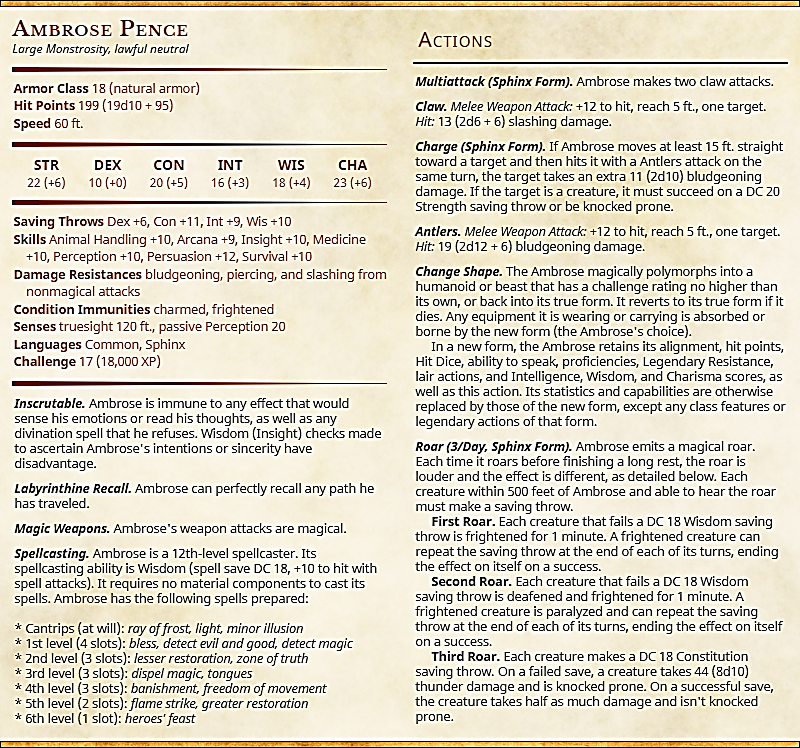 Ambrose Pence
Large Monstrosity, lawful neutral
Armor Class 18 (natural armor)
Hit Points 199 (19d10 + 95)
Speed 60 ft.
STR DEX CON INT WIS CHA
22 (+6) 10 (+0) 20 (+5) 16 (+3) 18 (+4) 23 (+6)
Saving Throws Dex +6, Con +11, Int +9, Wis +10
Skills Animal Handling +10, Arcana +9, Insight +10, Medicine
+10, Perception +10, Persuasion +12, Survival +10
Damage Resistances bludgeoning, piercing, and slashing from
nonmagical attacks
Condition Immunities charmed, frightened
Senses truesight 120 ft., passive Perception 20
Languages Common, Sphinx
Challenge 17 (18,000 XP)
Inscrutable. Ambrose is immune to any effect that would
sense his emotions or read his thoughts, as well as any
divination spell that he refuses. Wisdom (Insight) checks made
to ascertain Ambrose's intentions or sincerity have
disadvantage.
Labyrinthine Recall. Ambrose can perfectly recall any path he
has traveled.
Magic Weapons. Ambrose's weapon attacks are magical.
Spellcasting. Ambrose is a 12th-level spellcaster. Its
spellcasting ability is Wisdom (spell save DC 18, +10 to hit with
spell attacks). It requires no material components to cast its
spells. Ambrose has the following spells prepared:
* Cantrips (at will): ray of frost, light, minor illusion
* 1st level (4 slots): bless, detect evil and good, detect magic
* 2nd level (3 slots): lesser restoration, zone of truth
* 3rd level (3 slots): dispel magic, tongues
* 4th level (3 slots): banishment, freedom of movement
* 5th level (2 slots): flame strike, greater restoration
* 6th level (1 slot): heroes' feast
Actions
Multiattack (Sphinx Form). Ambrose makes two claw attacks.
Claw. Melee Weapon Attack: +12 to hit, reach 5 ft., one target.
Hit: 13 (2d6 + 6) slashing damage.
Charge (Sphinx Form). If Ambrose moves at least 15 ft. straight
toward a target and then hits it with a Antlers attack on the
same turn, the target takes an extra 11 (2d10) bludgeoning
damage. If the target is a creature, it must succeed on a DC 20
Strength saving throw or be knocked prone.
Antlers. Melee Weapon Attack: +12 to hit, reach 5 ft., one target.
Hit: 19 (2d12 + 6) bludgeoning damage.
Change Shape. The Ambrose magically polymorphs into a
humanoid or beast that has a challenge rating no higher than
its own, or back into its true form. It reverts to its true form if it
dies. Any equipment it is wearing or carrying is absorbed or
borne by the new form (the Ambrose's choice).
In a new form, the Ambrose retains its alignment, hit points,
Hit Dice, ability to speak, proficiencies, Legendary Resistance,
lair actions, and Intelligence, Wisdom, and Charisma scores, as
well as this action. Its statistics and capabilities are otherwise
replaced by those of the new form, except any class features or
legendary actions of that form.
Roar (3/Day, Sphinx Form). Ambrose emits a magical roar.
Each time it roars before finishing a long rest, the roar is
louder and the effect is different, as detailed below. Each
creature within 500 feet of Ambrose and able to hear the roar
must make a saving throw.
First Roar. Each creature that fails a DC 18 Wisdom saving
throw is frightened for 1 minute. A frightened creature can
repeat the saving throw at the end of each of its turns, ending
the effect on itself on a success.
Second Roar. Each creature that fails a DC 18 Wisdom
saving throw is deafened and frightened for 1 minute. A
frightened creature is paralyzed and can repeat the saving
throw at the end of each of its turns, ending the effect on itself
on a success.
Third Roar. Each creature makes a DC 18 Constitution
saving throw. On a failed save, a creature takes 44 (8d10)
thunder damage and is knocked prone. On a successful save,
the creature takes half as much damage and isn't knocked
prone.